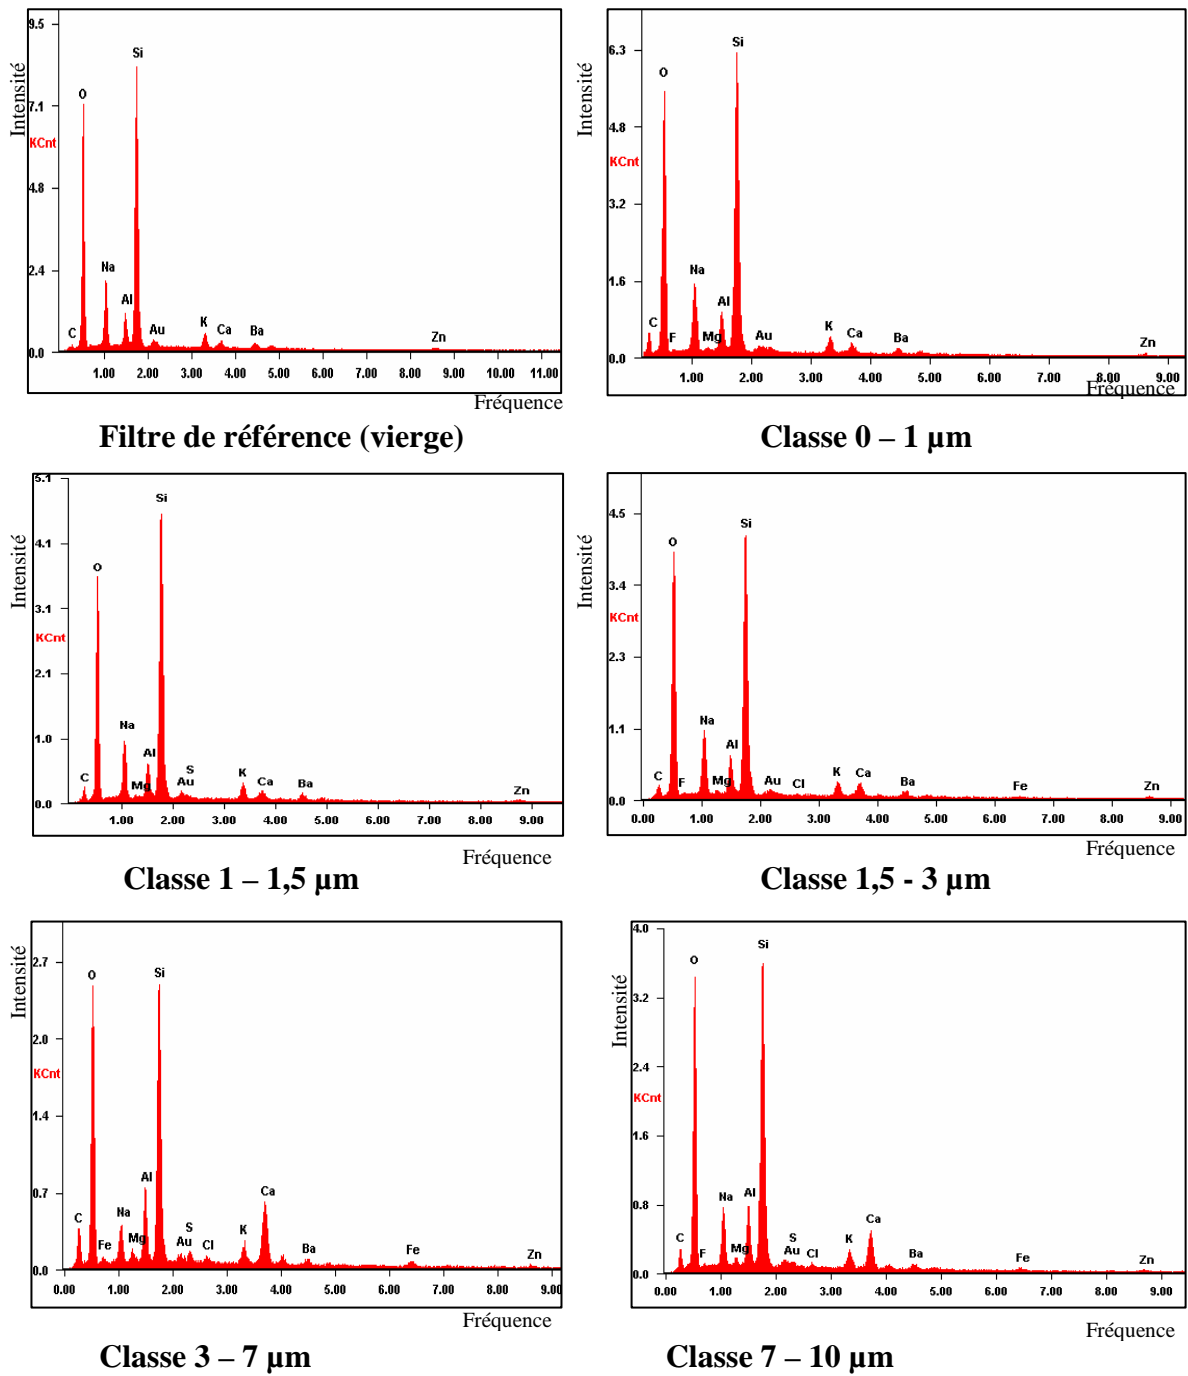 Intensité
9.5
7.1
KCnt
4.8
2.4
0.0
C
O
Na
Al
Si
Au
K
Ca
Ba
Zn
1.00 2.00 3.00 4.00 5.00 6.00 7.00 8.00 9.00 10.00 11.00
Fréquence
Filtre de référence (vierge)
Intensité
6.3
4.8
KCnt
3.2
1.6
0.0
C
O
F
Na
Mg
Al
Si
Au
K
Ca
Ba
Zn
1.00 2.00 3.00 4.00 5.00 6.00 7.00 8.00 9.00
Fréquence
Classe 0 – 1 µm
Intensité
5.1
4.1
3.1
KCnt
2.1
1.0
0.0
C
O
Na
Mg
Al
Si
S
Au
K
Ca
Ba
Zn
1.00 2.00 3.00 4.00 5.00 6.00 7.00 8.00 9.00
Fréquence
Classe 1 – 1,5 µm
Intensité
4.5
3.4
KCnt
2.3
1.1
0.0
C
O
F
Na
Mg
Al
Si
Au
Cl
K
Ca
Ba
Fe
Zn
0.00 1.00 2.00 3.00 4.00 5.00 6.00 7.00 8.00 9.00
Fréquence
Classe 1,5 - 3 µm
Intensité
2.7
2.0
KCnt
1.4
0.7
0.0
C
O
Fe
Na
Mg
Al
Si
S
Au
Cl
K
Ca
Ba
Fe
Zn
0.00 1.00 2.00 3.00 4.00 5.00 6.00 7.00 8.00 9.00
Fréquence
Classe 3 – 7 µm
Intensité
4.0
3.2
2.4
KCnt
1.6
0.8
0.0
C
O
F
Na
Mg
Al
Si
S
Au
Cl
K
Ca
Ba
Fe
Zn
0.00 1.00 2.00 3.00 4.00 5.00 6.00 7.00 8.00 9.00
Fréquence
Classe 7 – 10 µm